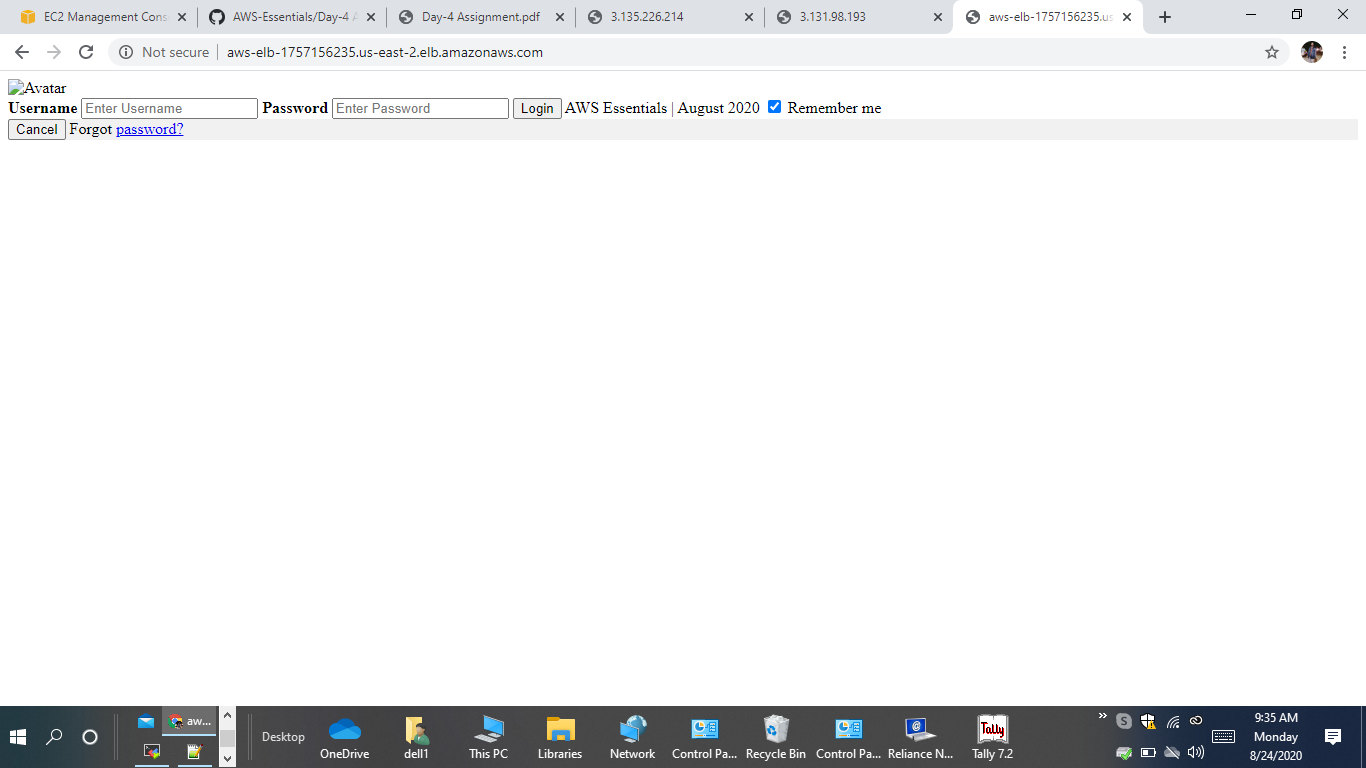 EC2 Management Cons
AWS-Essentials/Day-4 A
Day-4 Assignment.pdf
3.135.226.214
3.131.98.193
aws-elb-1757156235.us
Not secure | aws-elb-1757156235.us-east-2.elb.amazonaws.com
Avatar
Username Enter Username Password Enter Password Login AWS Essentials | August 2020 Remember me
Cancel Forgot password?
aw...
Desktop
OneDrive
dell1
This PC
Libraries
Network
Control Pa...
Recycle Bin
Control Pa...
Reliance N...
Tally
Tally 7.2
9:35 AM
Monday
8/24/2020